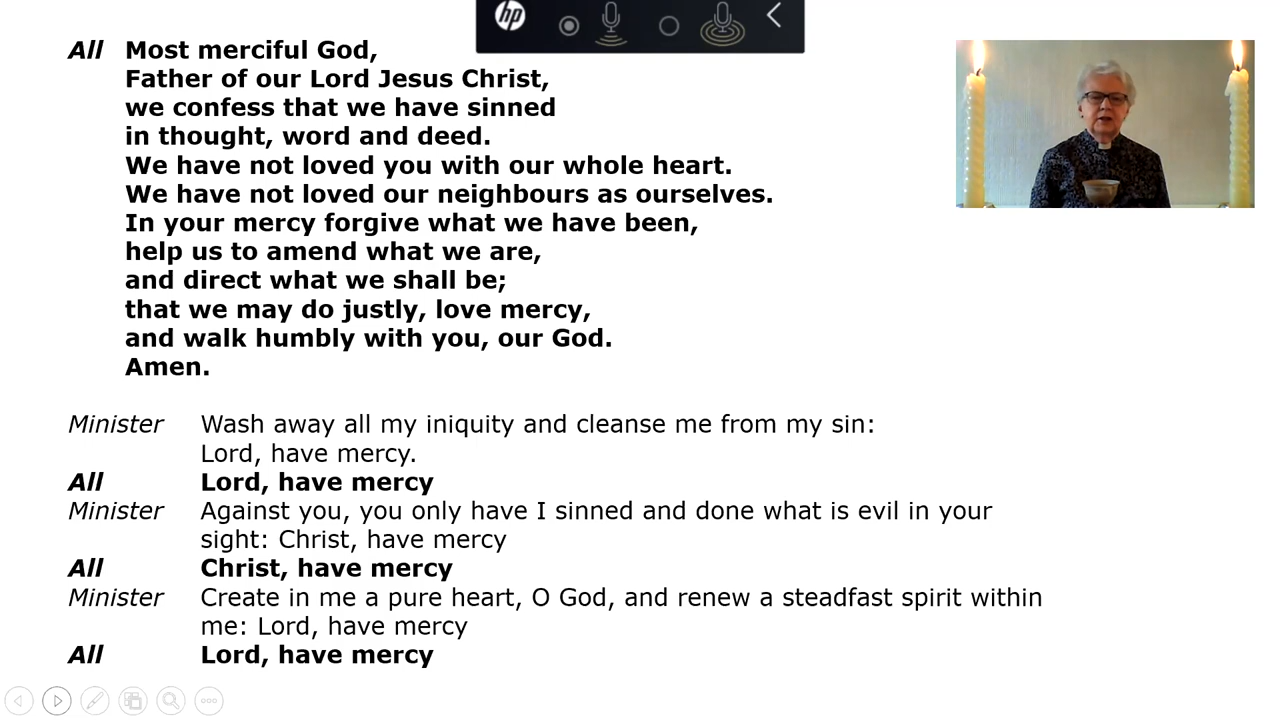 hp
All Most merciful God,
Father of our Lord Jesus Christ,
we confess that we have sinned
in thought, word and deed.
We have not loved you with our whole heart.
We have not loved our neighbours as ourselves.
In your mercy forgive what we have been,
help us to amend what we are,
and direct what we shall be;
that we may do justly, love mercy,
and walk humbly with you, our God.
Amen.
Minister Wash away all my iniquity and cleanse me from my sin:
Lord, have mercy.
All Lord, have mercy
Minister Against you, you only have I sinned and done what is evil in your
sight: Christ, have mercy
All Christ, have mercy
Minister Create in me a pure heart, O God, and renew a steadfast spirit within
me: Lord, have mercy
All Lord, have mercy